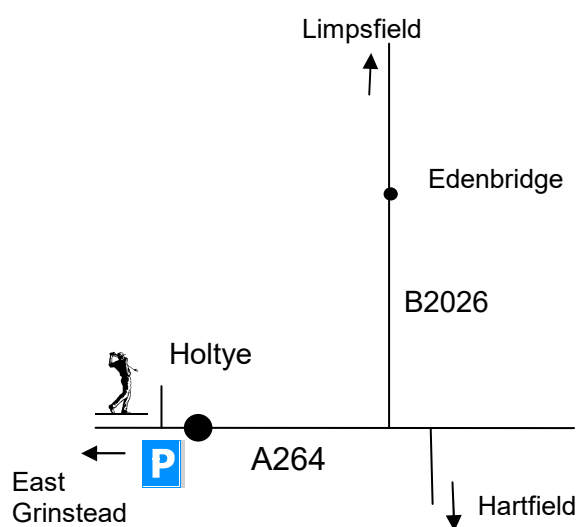 Limpsfield
Edenbridge
B2026
Holtye
P
A264
East
Grinstead
Hartfield